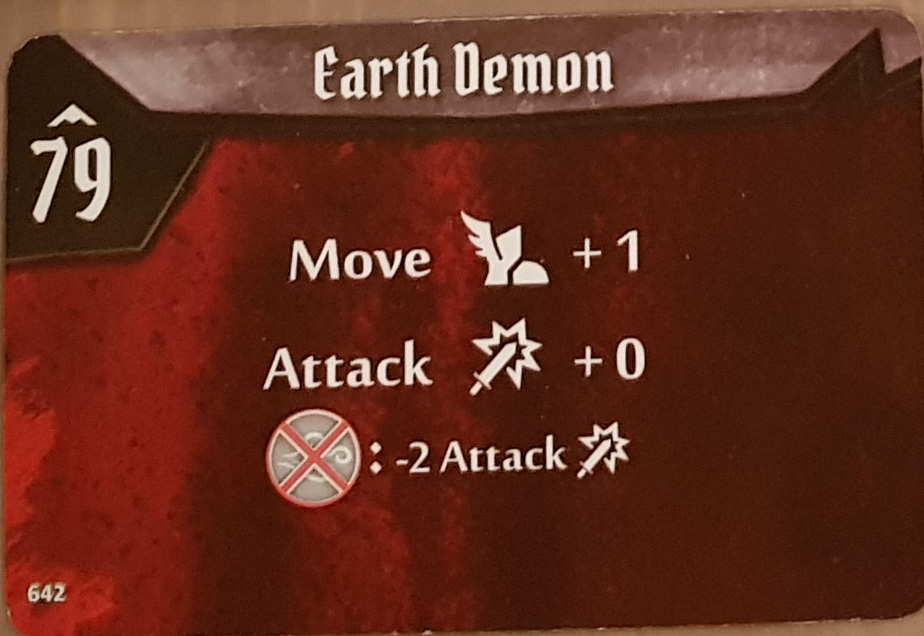 Earth Demon
79
Move + 1
Attack + 0
: -2 Attack
642